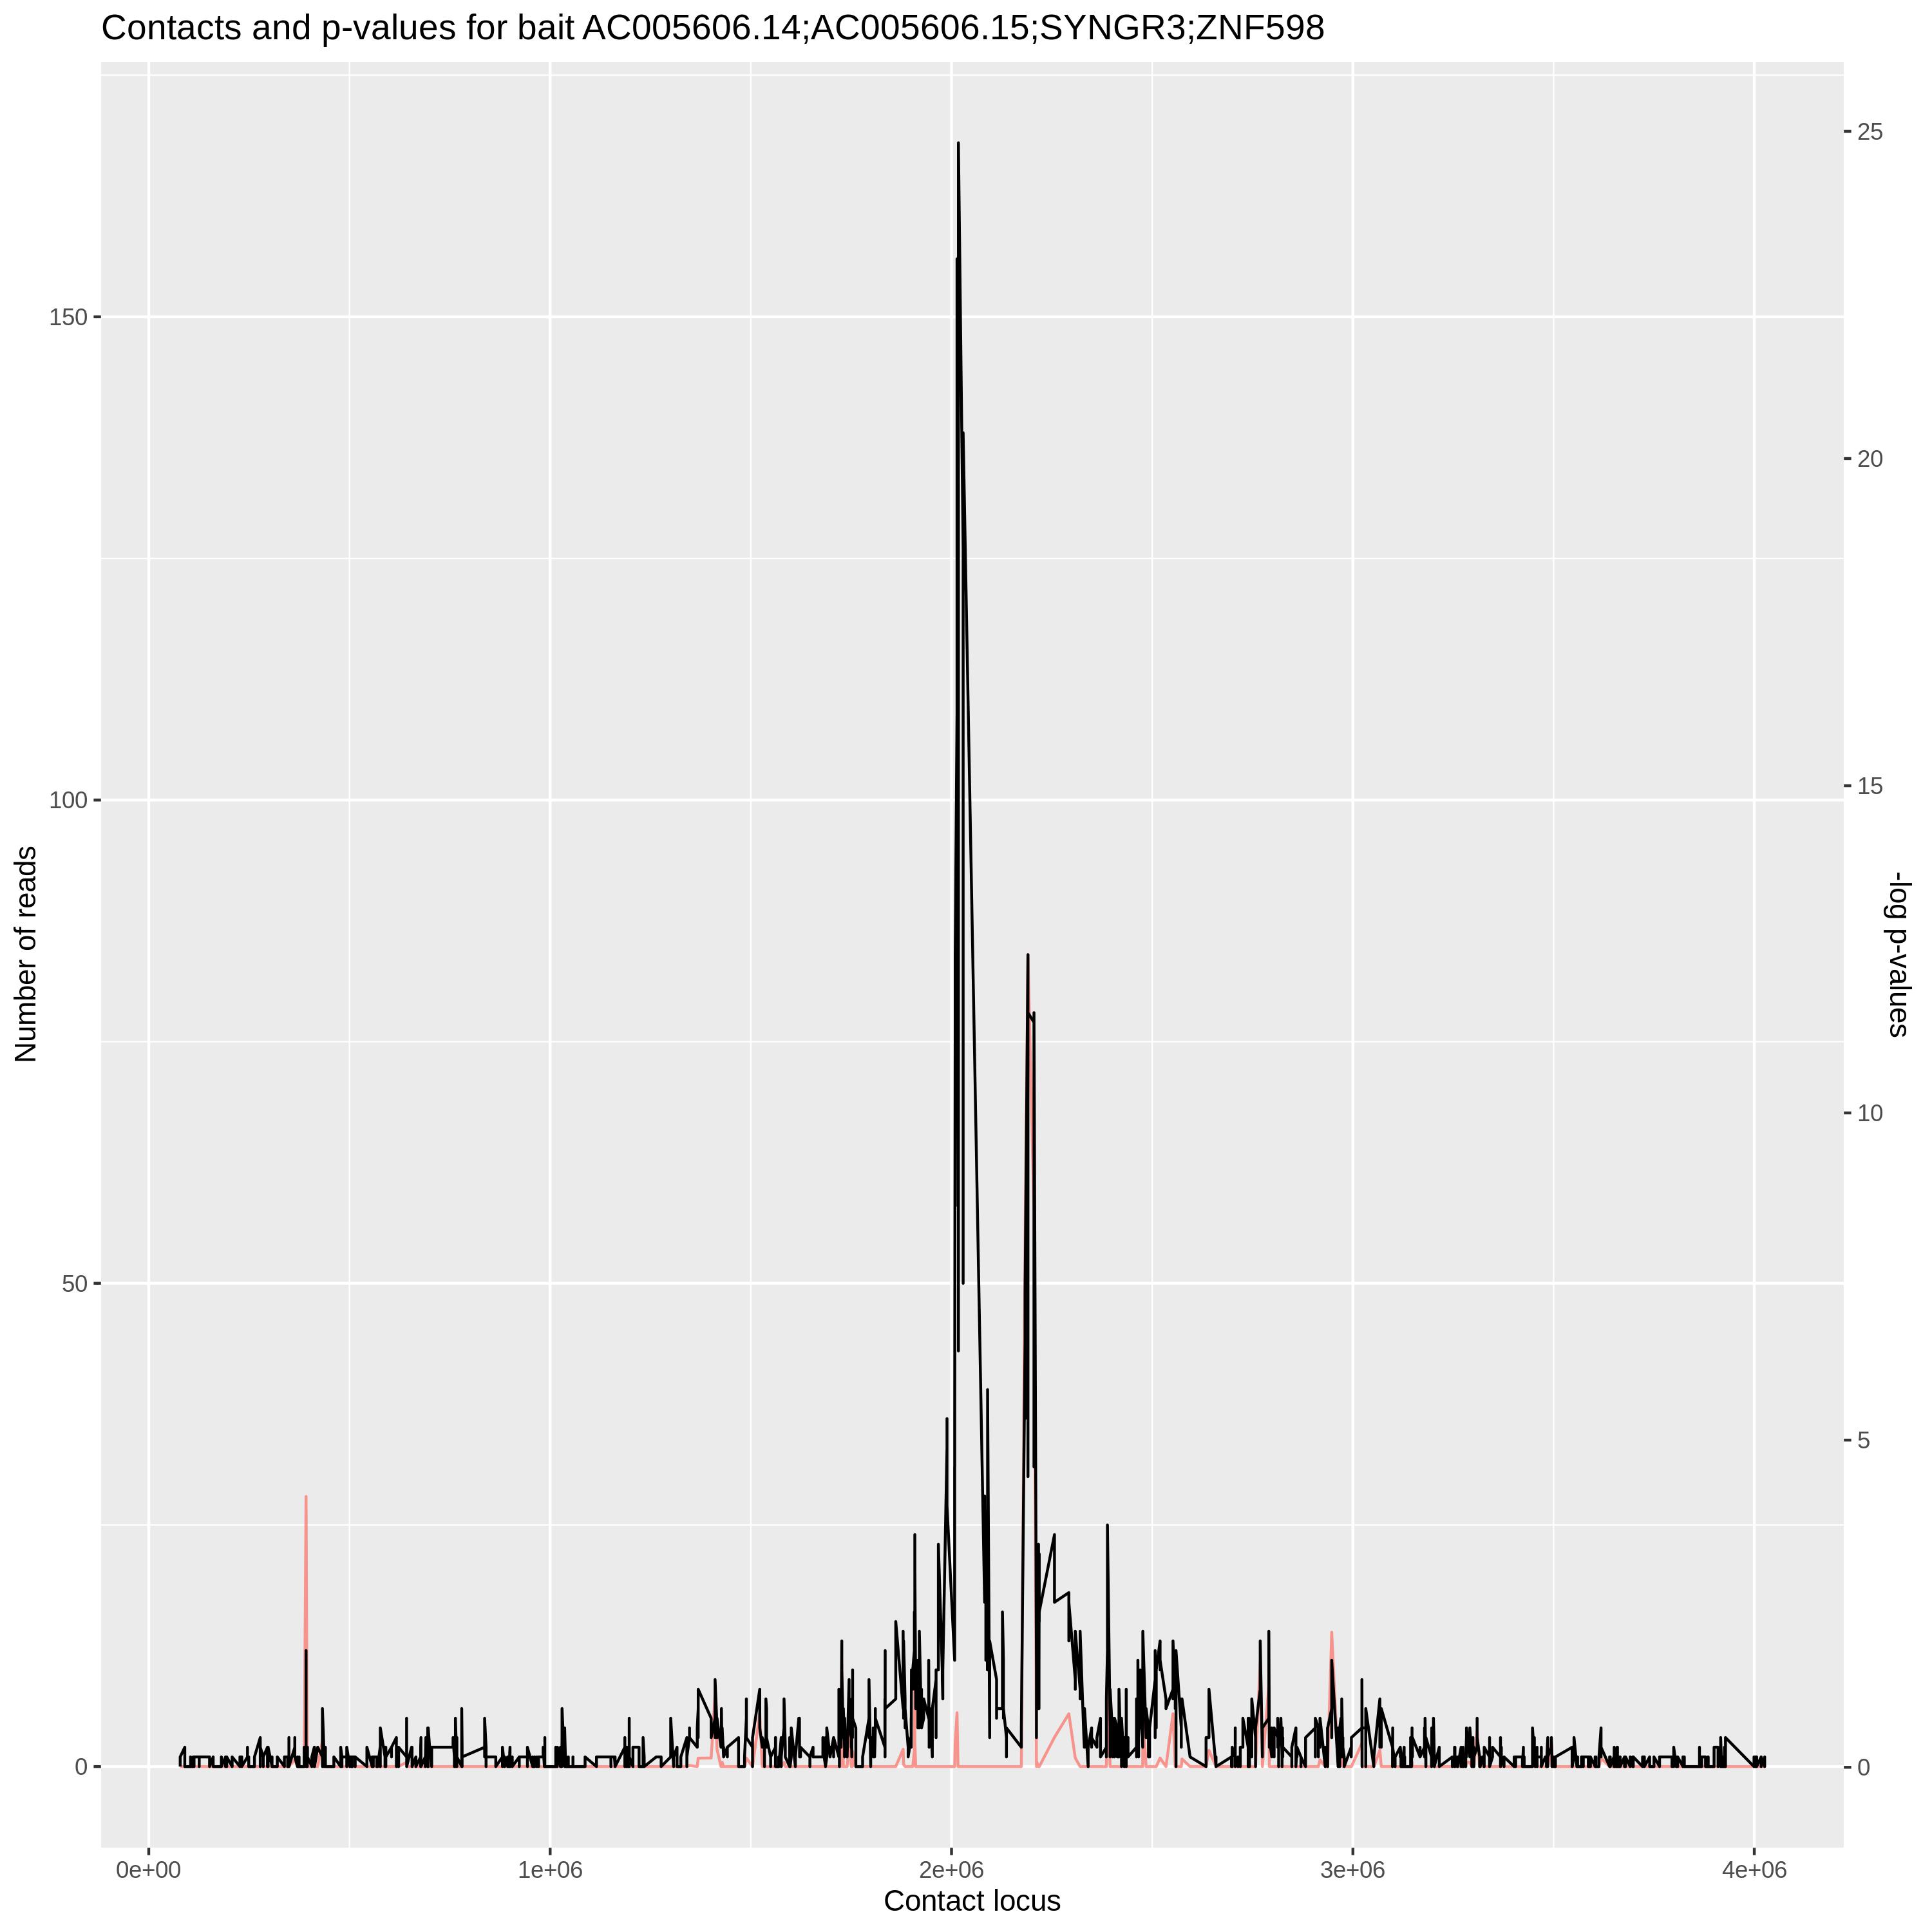 Contacts and p-values for bait AC005606.14;AC005606.15;SYNGR3;ZNF598
Number of reads
150
100
50
0
25
20
15
10
5
0
-log p-values
0e+00
1e+06
2e+06
3e+06
4e+06
Contact locus